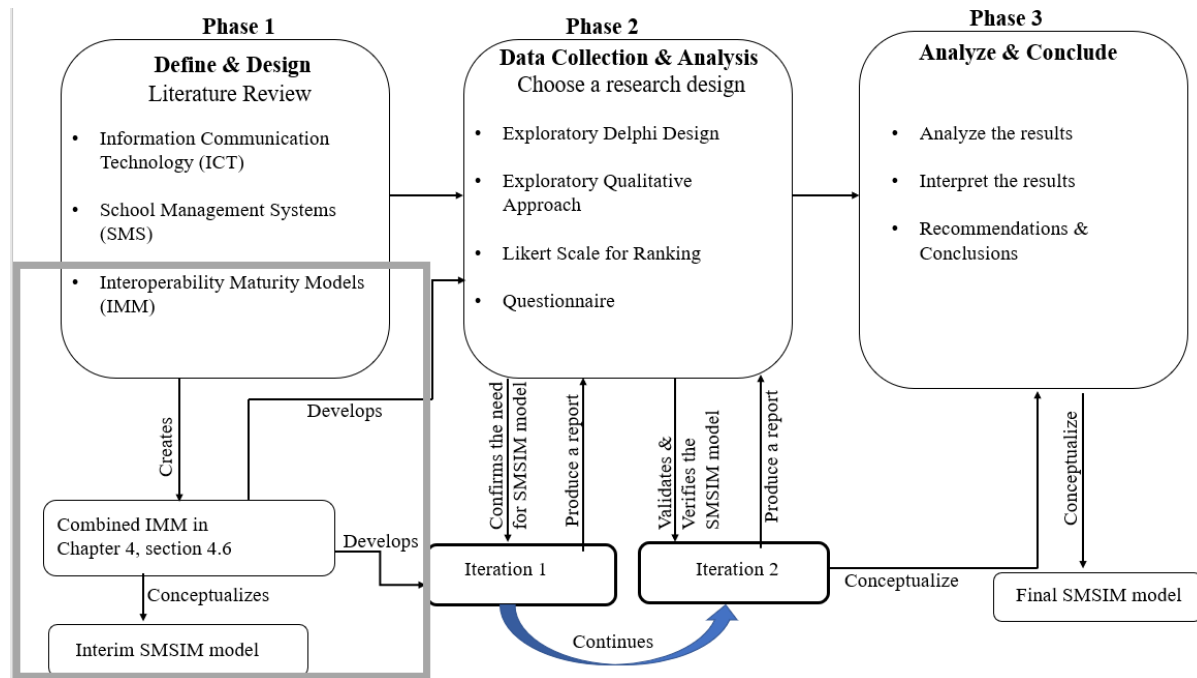 Phase 1
Define & Design
Literature Review
• Information Communication
Technology (ICT)
• School Management Systems
(SMS)
• Interoperability Maturity Models
(IMM)
Phase 2
Data Collection & Analysis
Choose a research design
• Exploratory Delphi Design
• Exploratory Qualitative
Approach
• Likert Scale for Ranking
• Questionnaire
Phase 3
Analyze & Conclude
• Analyze the results
• Interpret the results
• Recommendations &
Conclusions
Creates
Develops
Confirms the need
for SMSIM model
Produce a report
Validates &
Verifies the
SMSIM model
Produce a report
Conceptualize
Combined IMM in
Chapter 4, section 4.6
Develops
Iteration 1
Iteration 2
Conceptualize
Final SMSIM model
Conceptualizes
Interim SMSIM model
Continues